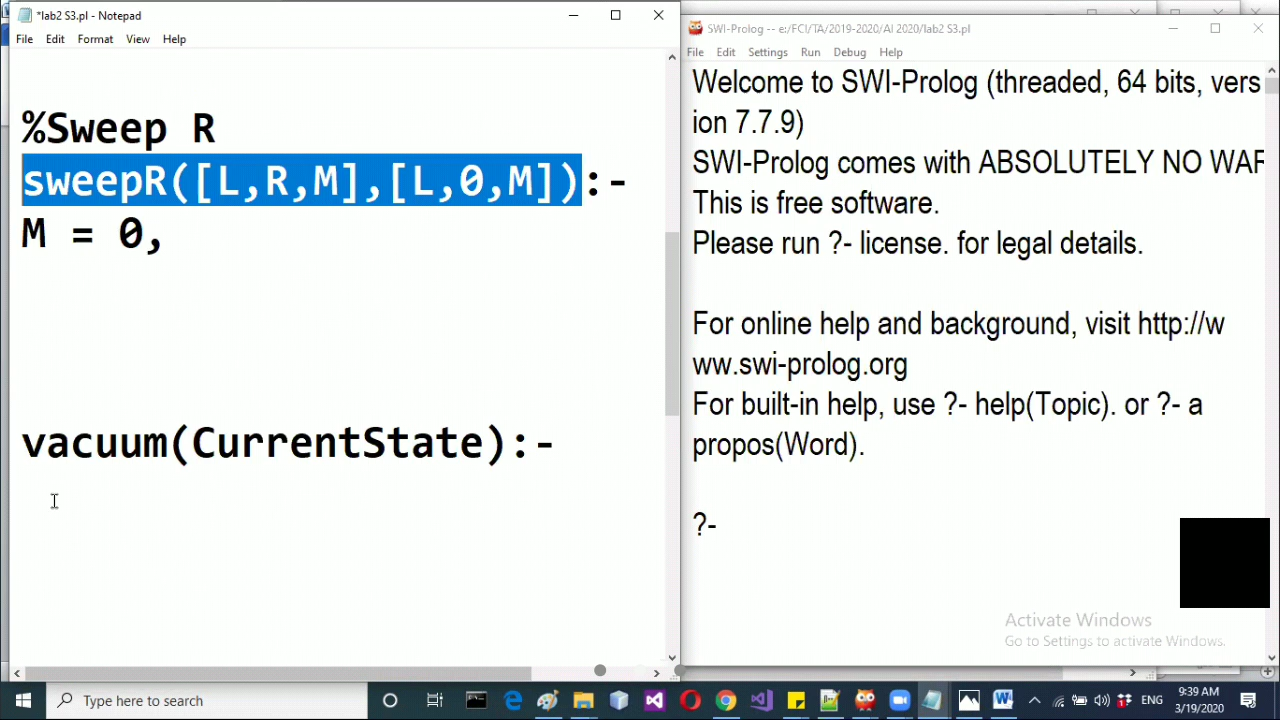 *lab2 S3.pl - Notepad
File Edit Format View Help
%Sweep R
sweepR([L,R,M],[L,0,M]):-
M = 0,
vacuum(CurrentState):-
SWI-Prolog -- e:/FCI/TA/2019-2020/AI 2020/lab2 S3.pl
File Edit Settings Run Debug Help
Welcome to SWI-Prolog (threaded, 64 bits, vers
ion 7.7.9)
SWI-Prolog comes with ABSOLUTELY NO WAR
This is free software.
Please run ?- license. for legal details.
For online help and background, visit http://w
ww.swi-prolog.org
For built-in help, use ?- help(Topic). or ?- a
propos(Word).
?-
Activate Windows
Go to Settings to activate Windows.
Type here to search
ENG
9:39 AM
3/19/2020